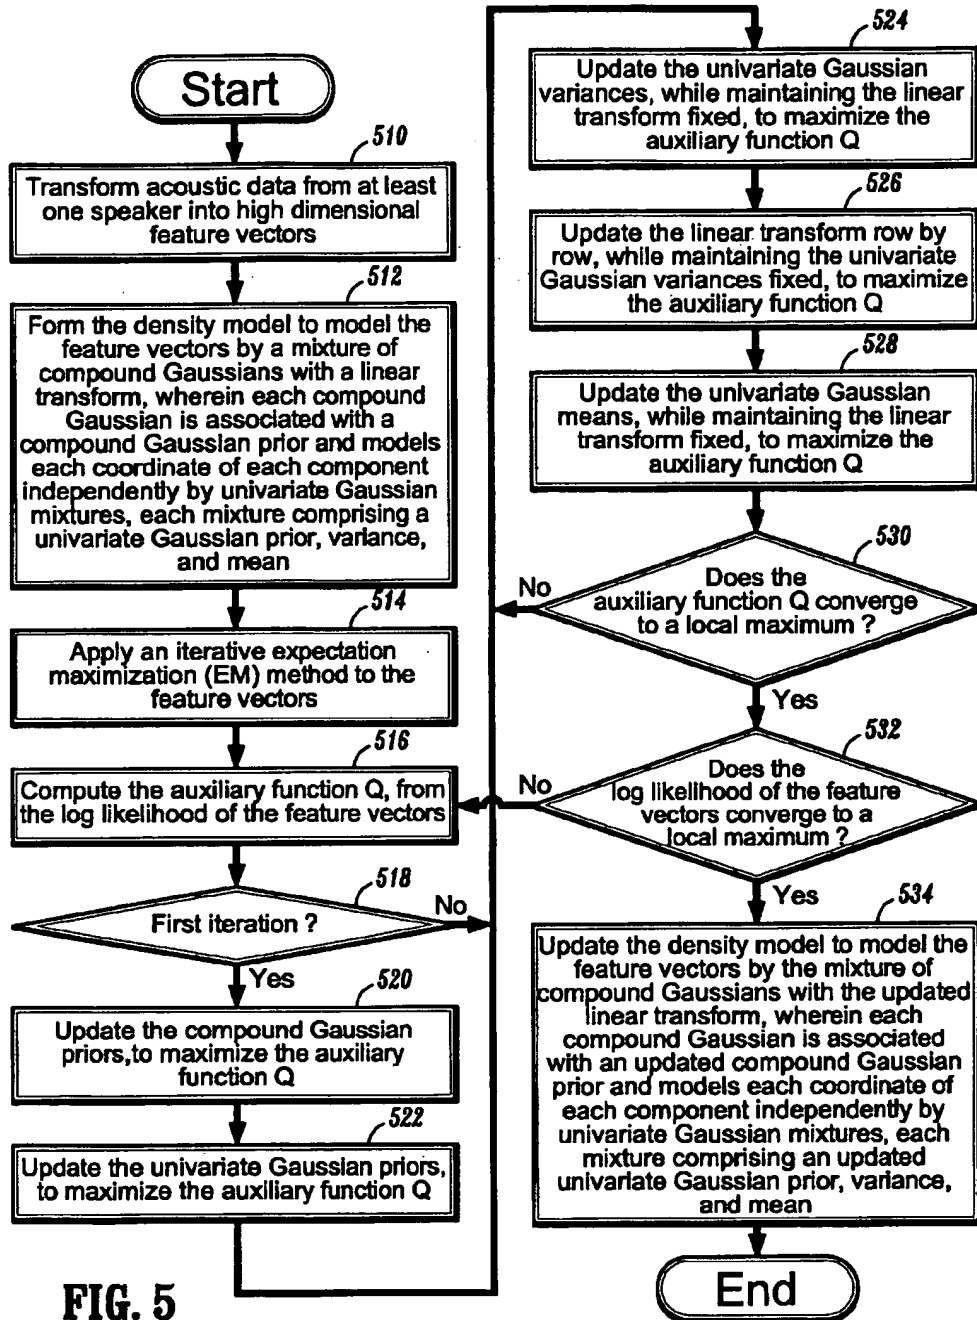 Start
510
Transform acoustic data from at least
one speaker into high dimensional
feature vectors
512
Form the density model to model the
feature vectors by a mixture of
compound Gaussians with a linear
transform, wherein each compound
Gaussian is associated with a
compound Gaussian prior and models
each coordinate of each component
independently by univariate Gaussian
mixtures, each mixture comprising a
univariate Gaussian prior, variance,
and mean
514
Apply an iterative expectation
maximization (EM) method to the
feature vectors
516
Compute the auxiliary function Q, from
the log likelihood of the feature vectors
518
First iteration ?
No
Yes
520
Update the compound Gaussian
priors,to maximize the auxiliary
function Q
522
Update the univariate Gaussian priors,
to maximize the auxiliary function Q
524
Update the univariate Gaussian
variances, while maintaining the linear
transform fixed, to maximize the
auxiliary function Q
526
Update the linear transform row by
row, while maintaining the univariate
Gaussian variances fixed, to maximize
the auxiliary function Q
528
Update the univariate Gaussian
means, while maintaining the linear
transform fixed, to maximize the
auxiliary function Q
530
Does the
auxiliary function Q converge
to a local maximum ?
No
Yes
532
Does the
log likelihood of the feature
vectors converge to a
local maximum ?
No
Yes
534
Update the density model to model the
feature vectors by the mixture of
compound Gaussians with the updated
linear transform, wherein each
compound Gaussian is associated
with an updated compound Gaussian
prior and models each coordinate of
each component independently by
univariate Gaussian mixtures, each
mixture comprising an updated
univariate Gaussian prior, variance,
and mean
End
FIG. 5